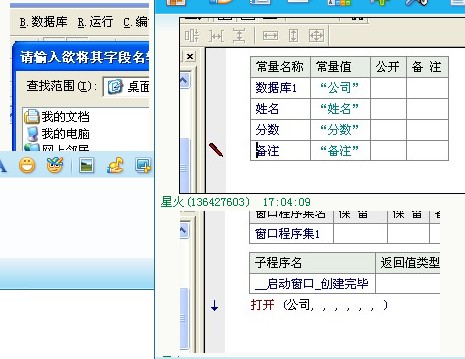 B.数据库 R.运行 C.编
请输入欲将其字段名
查找范围(I): 桌面
我的文档
我的电脑
网上邻居
常量名称 常量值 公开 备 注
数据库1 “公司”
姓名 “姓名”
分数 “分数”
备注 “备注”
星火(136427603) 17:04:09
窗口程序集名 保 留 保 留
窗口程序集1
子程序名 返回值类型
__启动窗口_创建完毕
打开 (公司, , , , , , )